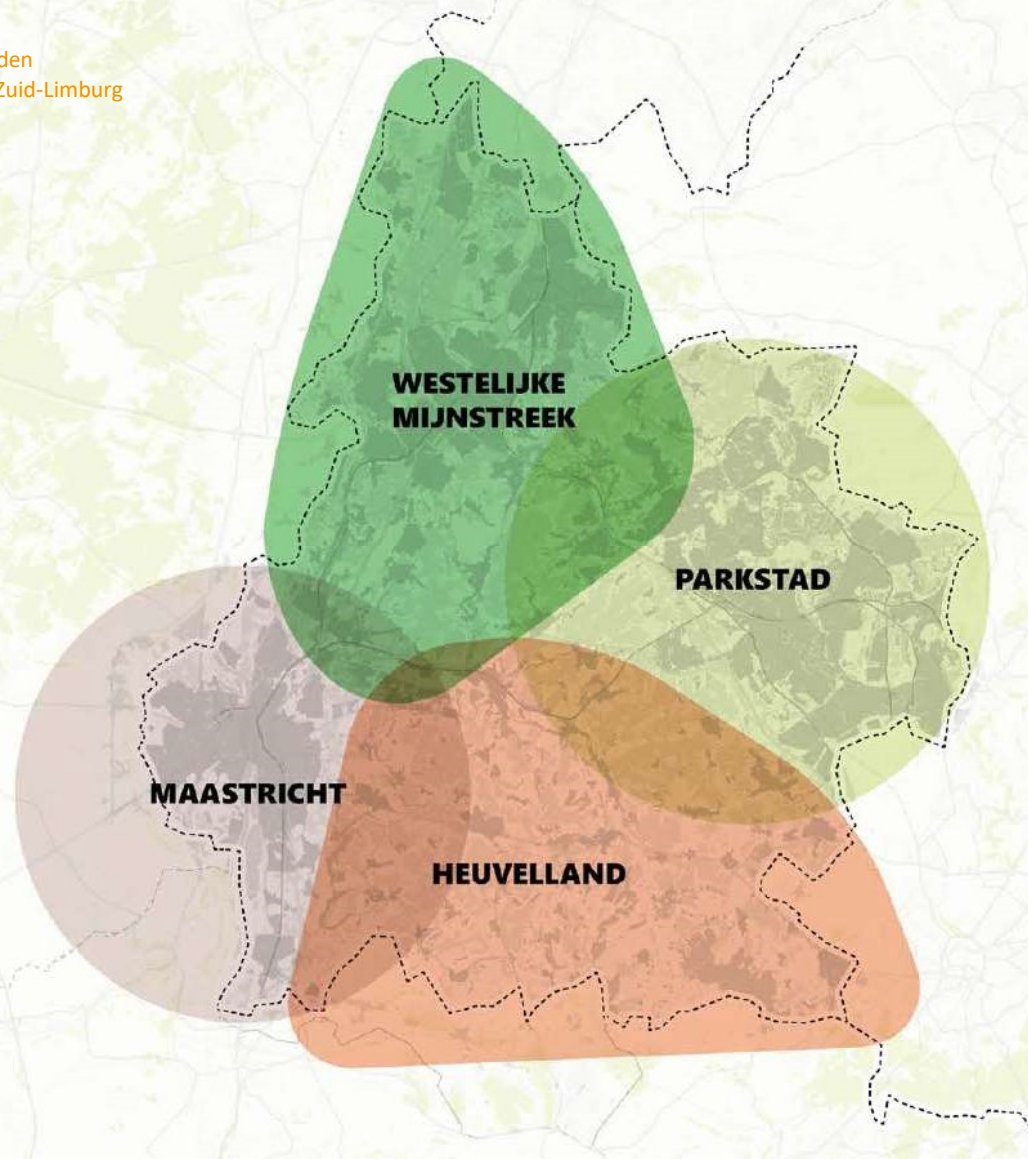 den
Zuid-Limburg
WESTELIJKE
MIJNSTREEK
PARKSTAD
MAASTRICHT
HEUVELLAND